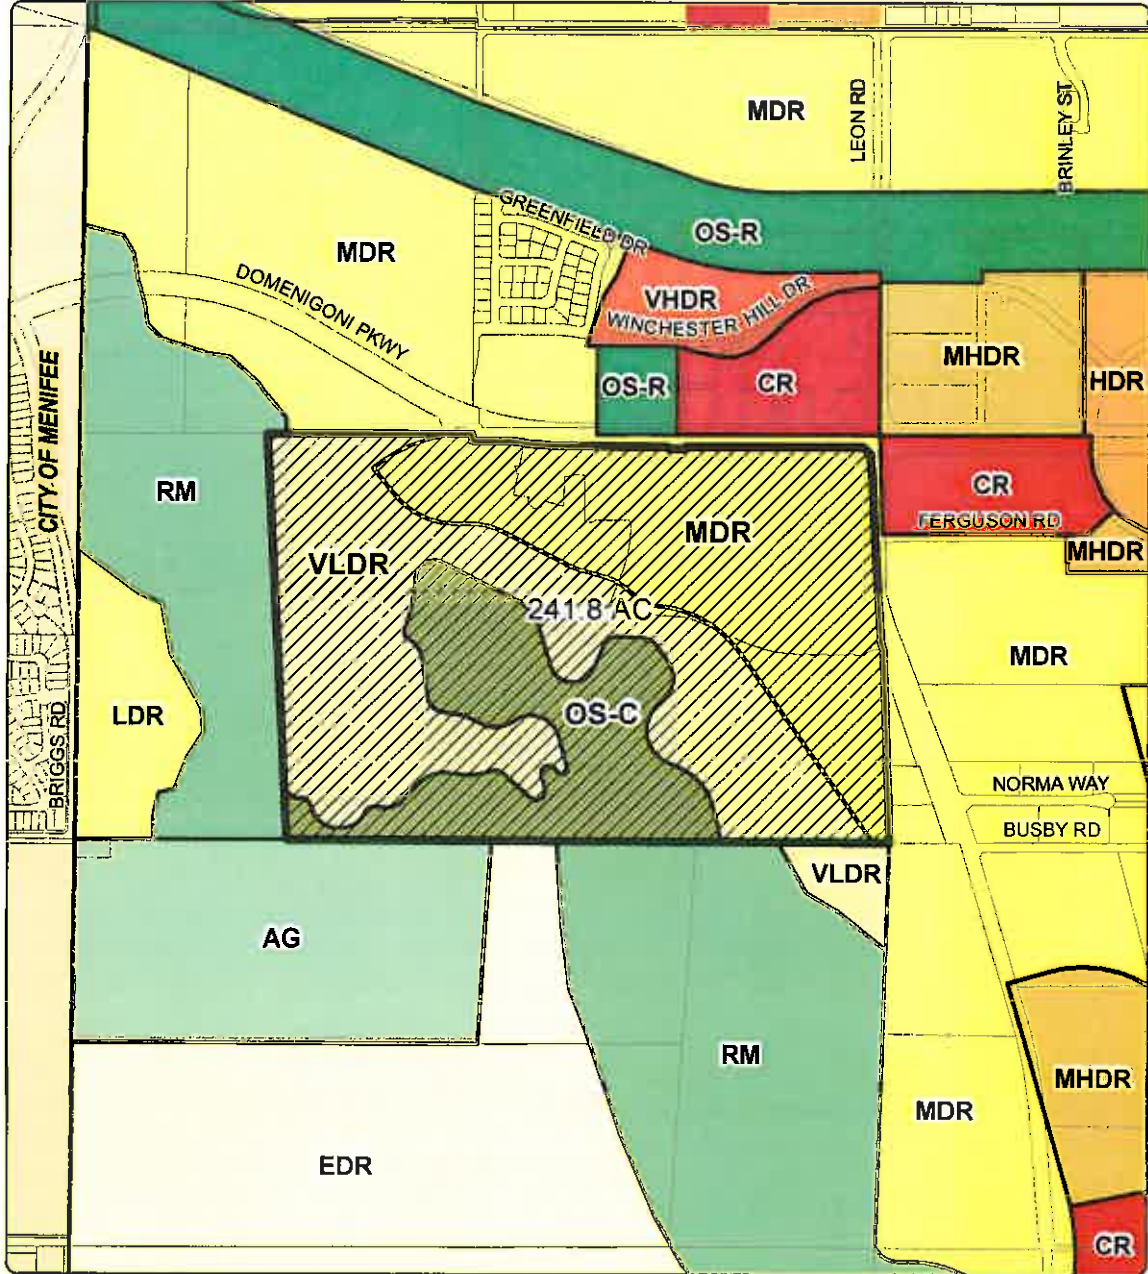 MDR
LEON RD
BRINLEY ST
GREENFIELD DR
OS-R
MDR
DOMENIGONI PKWY
VHDR
WINCHESTER HILL DR
MHDR
HDR
OS-R
CR
CITY OF MENIFEE
RM
CR
FERGUSON RD
MDR
MHDR
VLDR
241.8 AC
MDR
LDR
OS-C
BRIGGS RD
NORMA WAY
BUSBY RD
VLDR
AG
RM
MHDR
MDR
EDR
CR